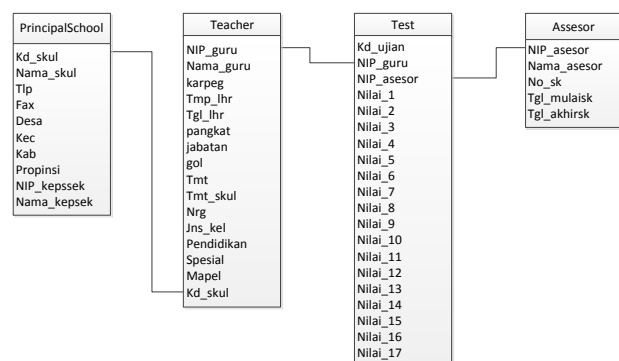 PrincipalSchool
Kd_skul
Nama_skul
Tlp
Fax
Desa
Kec
Kab
Propinsi
NIP_kepssek
Nama_kepsek
Teacher
NIP_guru
Nama_guru
karpeg
Tmp_lhr
Tgl_lhr
pangkat
jabatan
gol
Tmt
Tmt_skul
Nrg
Jns_kel
Pendidikan
Spesial
Mapel
Kd_skul
Test
Kd_ujian
NIP_guru
NIP_asesor
Nilai_1
Nilai_2
Nilai_3
Nilai_4
Nilai_5
Nilai_6
Nilai_7
Nilai_8
Nilai_9
Nilai_10
Nilai_11
Nilai_12
Nilai_13
Nilai_14
Nilai_15
Nilai_16
Nilai_17
Assesor
NIP_asesor
Nama_asesor
No_sk
Tgl_mulaisk
Tgl_akhirsk